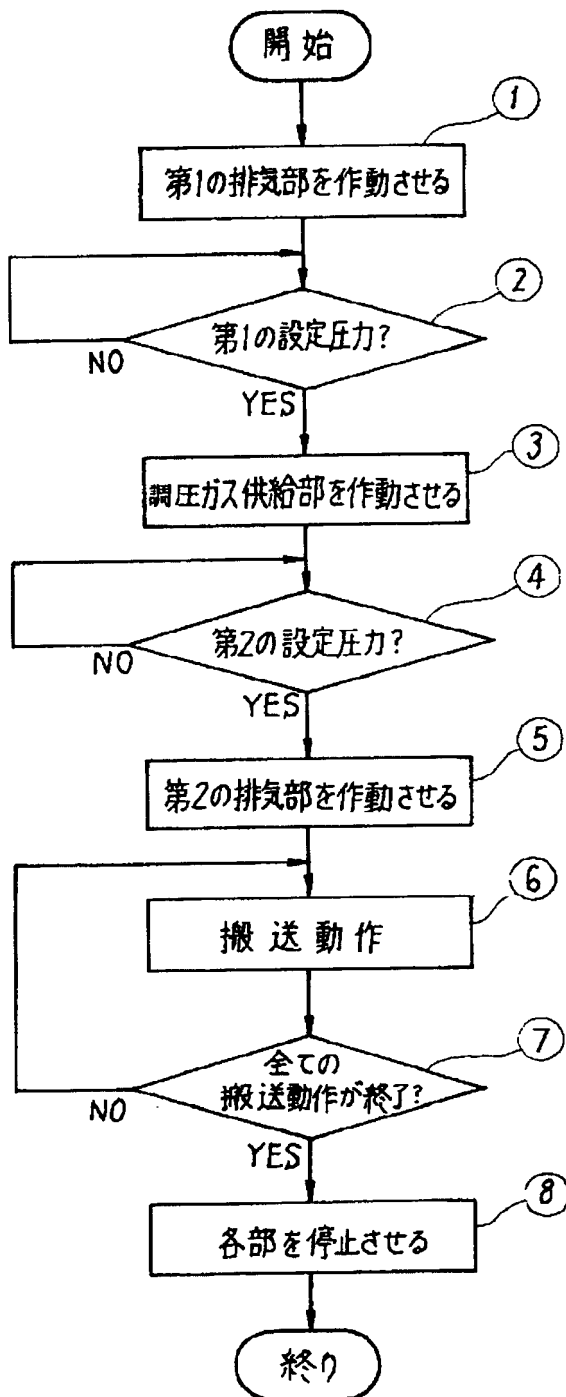 開始
①
第1の排気部を作動させる
②
第1の設定圧力?
NO
YES
③
調圧ガス供給部を作動させる
④
第2の設定圧力?
NO
YES
⑤
第2の排気部を作動させる
⑥
搬送動作
⑦
全ての
搬送動作が終了?
NO
YES
⑧
各部を停止させる
終り